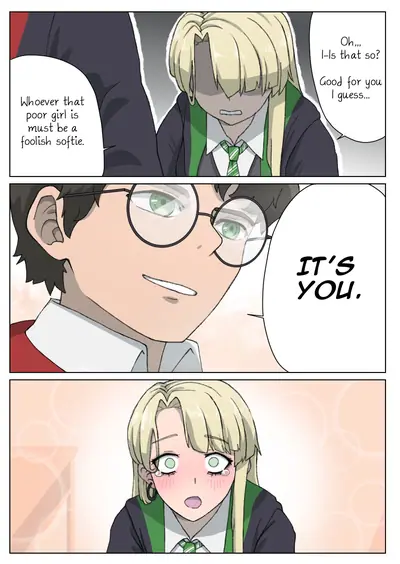 Oh...
I-Is that so?
Good for you
I guess...
Whoever that
poor girl is
must be a
foolish softie.
IT'S
YOU.